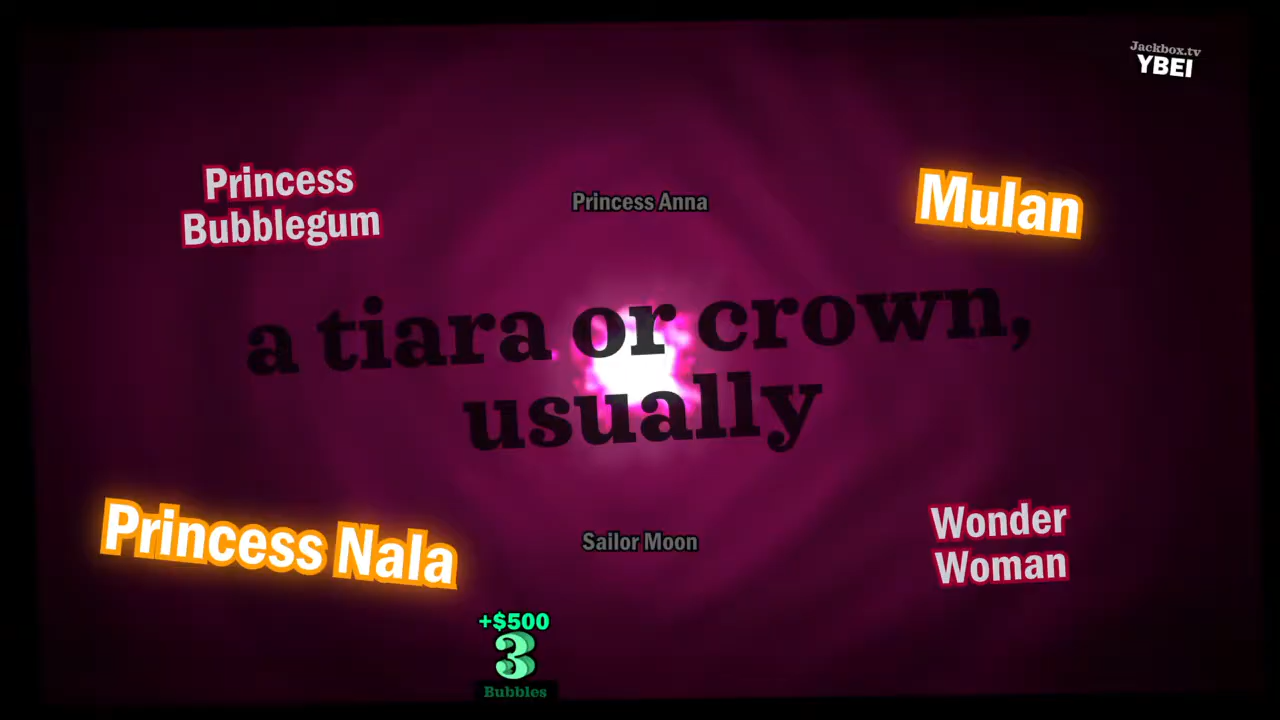 Jackbox.tv
YBEI
Princess
Bubblegum
Princess Anna
Mulan
a tiara or crown,
usually
Princess Nala
Sailor Moon
Wonder
Woman
+$500
3
Bubbles